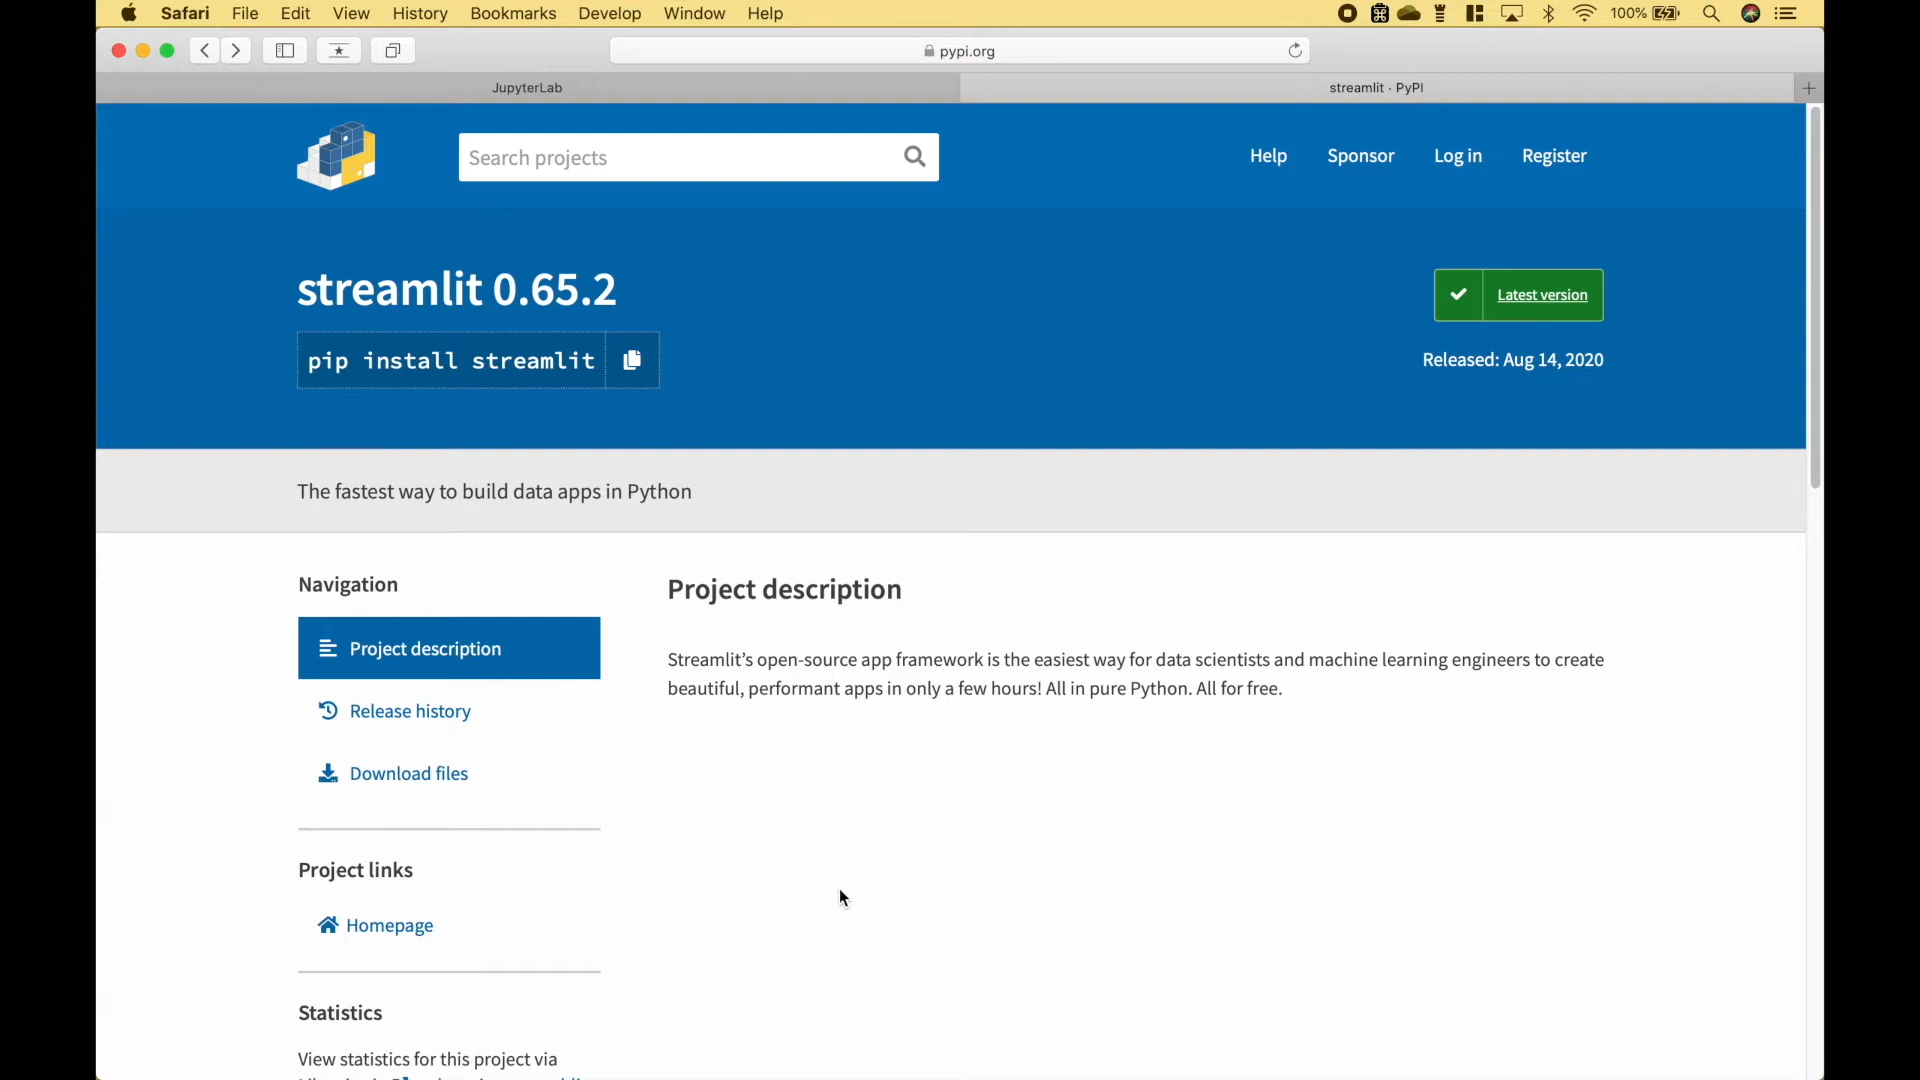 Safari File Edit View History Bookmarks Develop Window Help 100%
pypi.org
JupyterLab streamlit · PyPI
Search projects Help Sponsor Log in Register
streamlit 0.65.2
Latest version
pip install streamlit
Released: Aug 14, 2020
The fastest way to build data apps in Python
Navigation
Project description
Release history
Download files
Project links
Homepage
Statistics
View statistics for this project via
Project description
Streamlit’s open-source app framework is the easiest way for data scientists and machine learning engineers to create
beautiful, performant apps in only a few hours! All in pure Python. All for free.